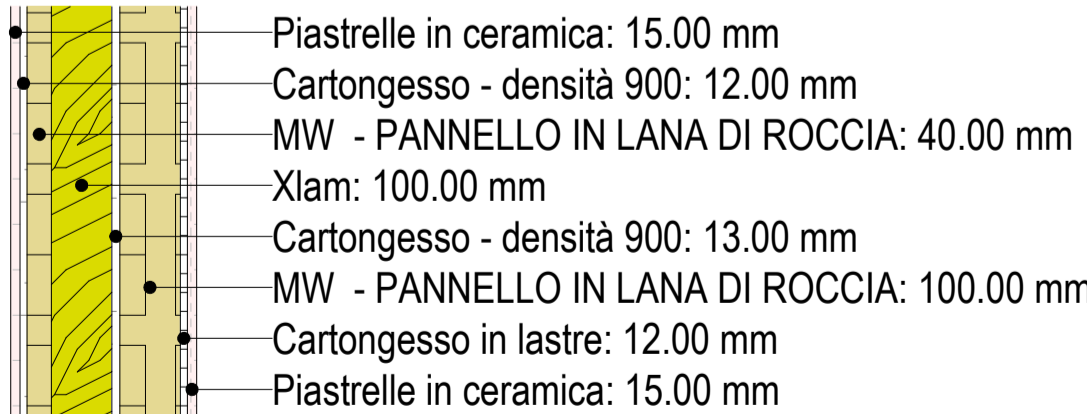 Piastrelle in ceramica: 15.00 mm
Cartongesso - densità 900: 12.00 mm
MW - PANNELLO IN LANA DI ROCCIA: 40.00 mm
Xlam: 100.00 mm
Cartongesso - densità 900: 13.00 mm
MW - PANNELLO IN LANA DI ROCCIA: 100.00 mm
Cartongesso in lastre: 12.00 mm
Piastrelle in ceramica: 15.00 mm